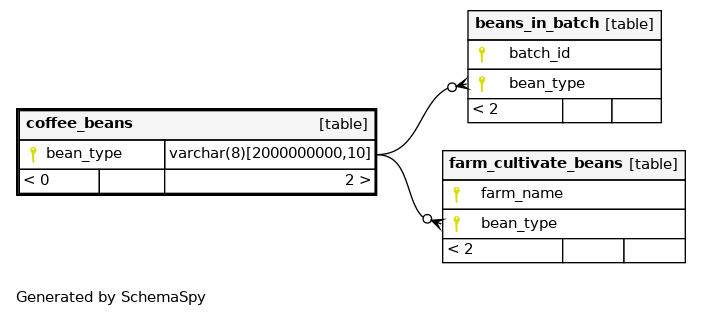 beans_in_batch [table]
batch_id
bean_type
< 2
coffee_beans [table]
bean_type varchar(8)[2000000000,10]
< 0 2 >
farm_cultivate_beans [table]
farm_name
bean_type
< 2
Generated by SchemaSpy